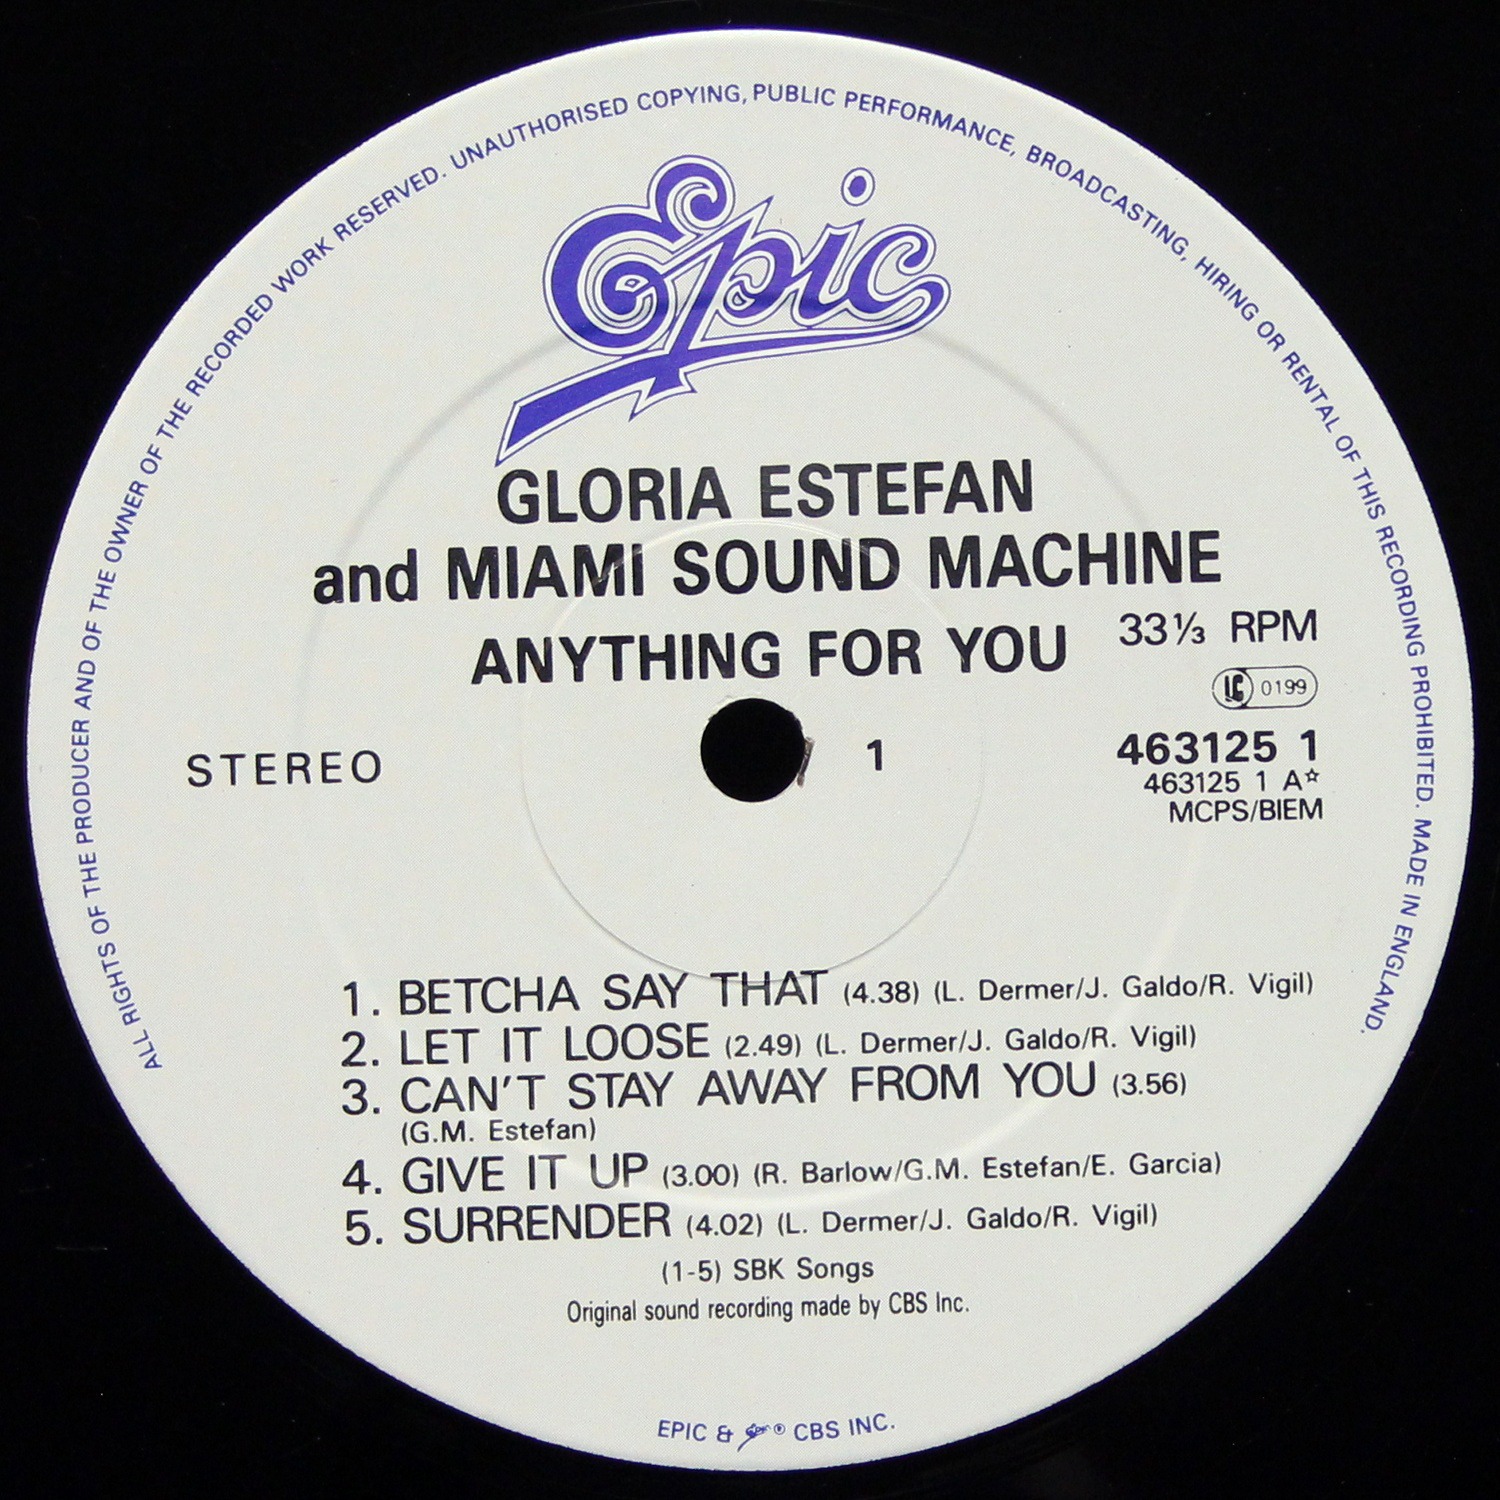 ALL RIGHTS OF THE PRODUCER AND OF THE OWNER OF THE RECORDED WORK RESERVED. UNAUTHORISED COPYING, PUBLIC PERFORMANCE, BROADCASTING, HIRING OR RENTAL OF THIS RECORDING PROHIBITED. MADE IN ENGLAND.
Epic
GLORIA ESTEFAN
and MIAMI SOUND MACHINE
ANYTHING FOR YOU
33⅓ RPM
LC 0199
STEREO
1
463125 1
463125 1 A☆
MCPS/BIEM
1. BETCHA SAY THAT (4.38) (L. Dermer/J. Galdo/R. Vigil)
2. LET IT LOOSE (2.49) (L. Dermer/J. Galdo/R. Vigil)
3. CAN'T STAY AWAY FROM YOU (3.56)
(G.M. Estefan)
4. GIVE IT UP (3.00) (R. Barlow/G.M. Estefan/E. Garcia)
5. SURRENDER (4.02) (L. Dermer/J. Galdo/R. Vigil)
(1-5) SBK Songs
Original sound recording made by CBS Inc.
EPIC & Epic ® CBS INC.